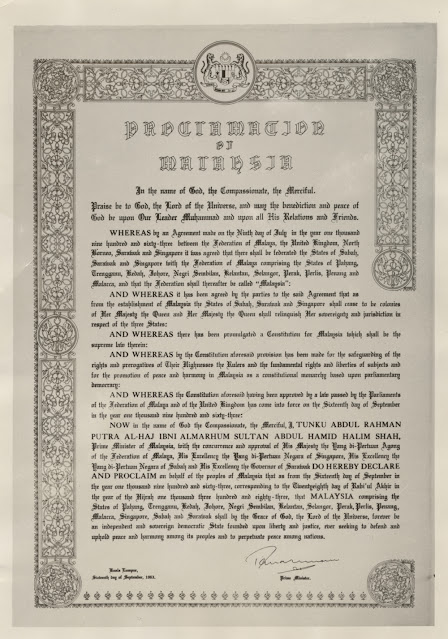 PROCLAMATION
OF
MALAYSIA
In the name of God, the Compassionate, the Merciful.
Praise be to God, the Lord of the Universe, and may the benediction and peace of
God be upon Our Leader Muhammad and upon all His Relations and Friends.
WHEREAS by an Agreement made on the Ninth day of July in the year one thousand
nine hundred and sixty-three between the Federation of Malaya, the United Kingdom, North
Borneo, Sarawak and Singapore it was agreed that there shall be federated the States of Sabah,
Sarawak and Singapore with the Federation of Malaya comprising the States of Pahang,
Trengganu, Kedah, Johore, Negri Sembilan, Kelantan, Selangor, Perak, Perlis, Penang and
Malacca, and that the Federation shall thereafter be called "Malaysia":
AND WHEREAS it has been agreed by the parties to the said Agreement that as
from the establishment of Malaysia the States of Sabah, Sarawak and Singapore shall cease to be colonies
of Her Majesty the Queen and Her Majesty the Queen shall relinquish Her sovereignty and jurisdiction in
respect of the three States:
AND WHEREAS there has been promulgated a Constitution for Malaysia which shall be the
supreme law therein:
AND WHEREAS by the Constitution aforesaid provision has been made for the safeguarding of the
rights and prerogatives of Their Highnesses the Rulers and the fundamental rights and liberties of subjects and
for the promotion of peace and harmony in Malaysia as a constitutional monarchy based upon parliamentary
democracy:
AND WHEREAS the Constitution aforesaid having been approved by a law passed by the Parliaments
of the Federation of Malaya and of the United Kingdom has come into force on the Sixteenth day of September
in the year one thousand nine hundred and sixty-three:
NOW in the name of God the Compassionate, the Merciful, I, TUNKU ABDUL RAHMAN
PUTRA AL-HAJ IBNI ALMARHUM SULTAN ABDUL HAMID HALIM SHAH,
Prime Minister of Malaysia, with the concurrence and approval of His Majesty the Yang di-Pertuan Agong
of the Federation of Malaya, His Excellency the Yang di-Pertuan Negara of Singapore, His Excellency the
Yang di-Pertuan Negara of Sabah and His Excellency the Governor of Sarawak DO HEREBY DECLARE
AND PROCLAIM on behalf of the peoples of Malaysia that as from the Sixteenth day of September in
the year one thousand nine hundred and sixty-three, corresponding to the Twentyeighth day of Rabi'ul Akhir in
the year of the Hijrah one thousand three hundred and eighty-three, that MALAYSIA comprising the
States of Pahang, Trengganu, Kedah, Johore, Negri Sembilan, Kelantan, Selangor, Perak, Perlis, Penang,
Malacca, Singapore, Sabah and Sarawak shall by the Grace of God, the Lord of the Universe, forever be
an independent and sovereign democratic State founded upon liberty and justice, ever seeking to defend and
uphold peace and harmony among its peoples and to perpetuate peace among nations.
Kuala Lumpur,
Sixteenth day of September, 1963.
Prime Minister.